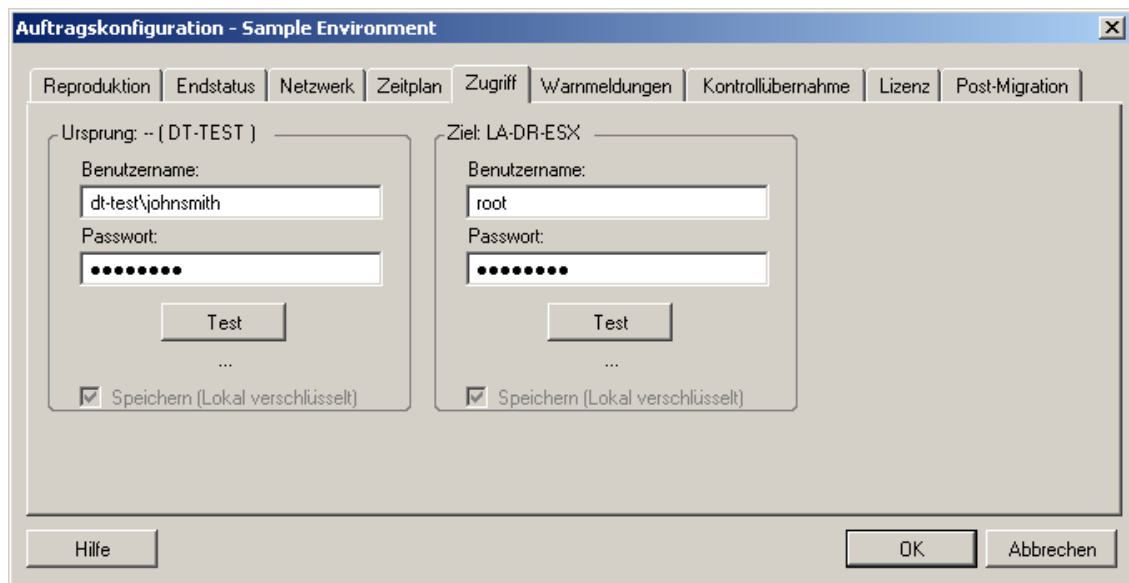 Auftragskonfiguration - Sample Environment
Reproduktion Endstatus Netzwerk Zeitplan Zugriff Warnmeldungen Kontrollübernahme Lizenz Post-Migration
Ursprung: -- ( DT-TEST )
Benutzername:
dt-test\johnsmith
Passwort:
●●●●●●●●
Test
...
Speichern (Lokal verschlüsselt)
Ziel: LA-DR-ESX
Benutzername:
root
Passwort:
●●●●●●●●
Test
...
Speichern (Lokal verschlüsselt)
Hilfe OK Abbrechen